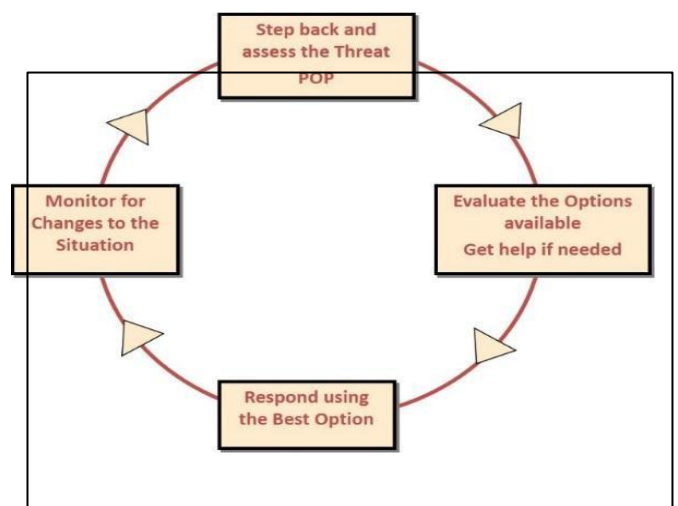 Step back and
assess the Threat
POP
Evaluate the Options
available
Get help if needed
Respond using
the Best Option
Monitor for
Changes to the
Situation